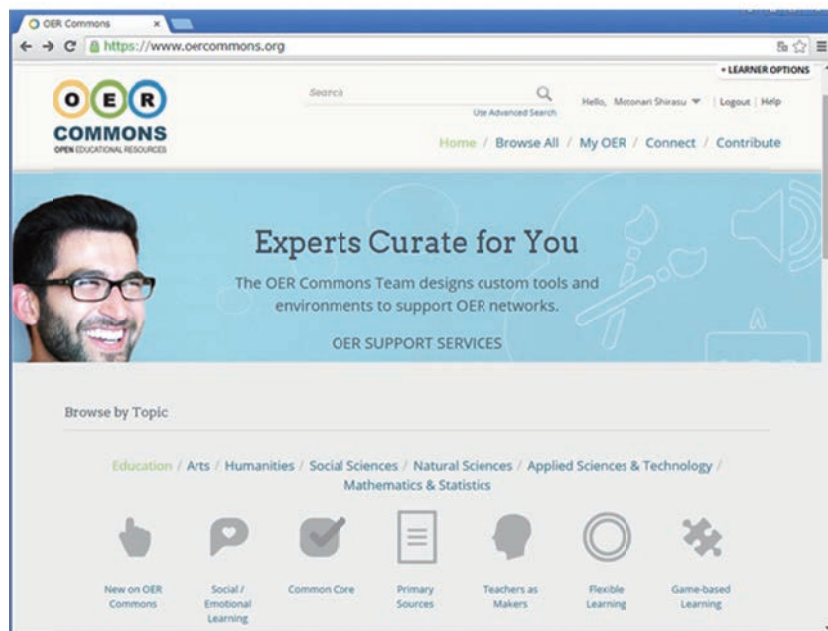 OER Commons
https://www.oercommons.org
LEARNER OPTIONS
OER
COMMONS
OPEN EDUCATIONAL RESOURCES
Search
Use Advanced Search
Hello, Motonari Shirasu | Logout | Help
Home / Browse All / My OER / Connect / Contribute
Experts Curate for You
The OER Commons Team designs custom tools and
environments to support OER networks.
OER SUPPORT SERVICES
Browse by Topic
Education / Arts / Humanities / Social Sciences / Natural Sciences / Applied Sciences & Technology /
Mathematics & Statistics
New on OER
Commons
Social /
Emotional
Learning
Common Core
Primary
Sources
Teachers as
Makers
Flexible
Learning
Game-based
Learning